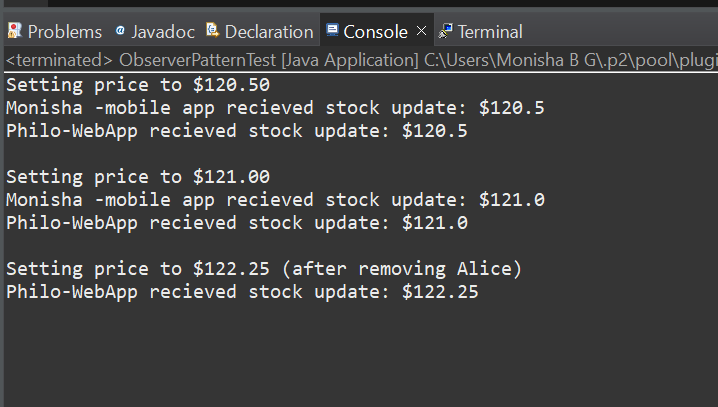 Problems @ Javadoc Declaration Console × Terminal
<terminated> ObserverPatternTest [Java Application] C:\Users\Monisha B G\.p2\pool\plugi
Setting price to $120.50
Monisha -mobile app recieved stock update: $120.5
Philo-WebApp recieved stock update: $120.5
Setting price to $121.00
Monisha -mobile app recieved stock update: $121.0
Philo-WebApp recieved stock update: $121.0
Setting price to $122.25 (after removing Alice)
Philo-WebApp recieved stock update: $122.25